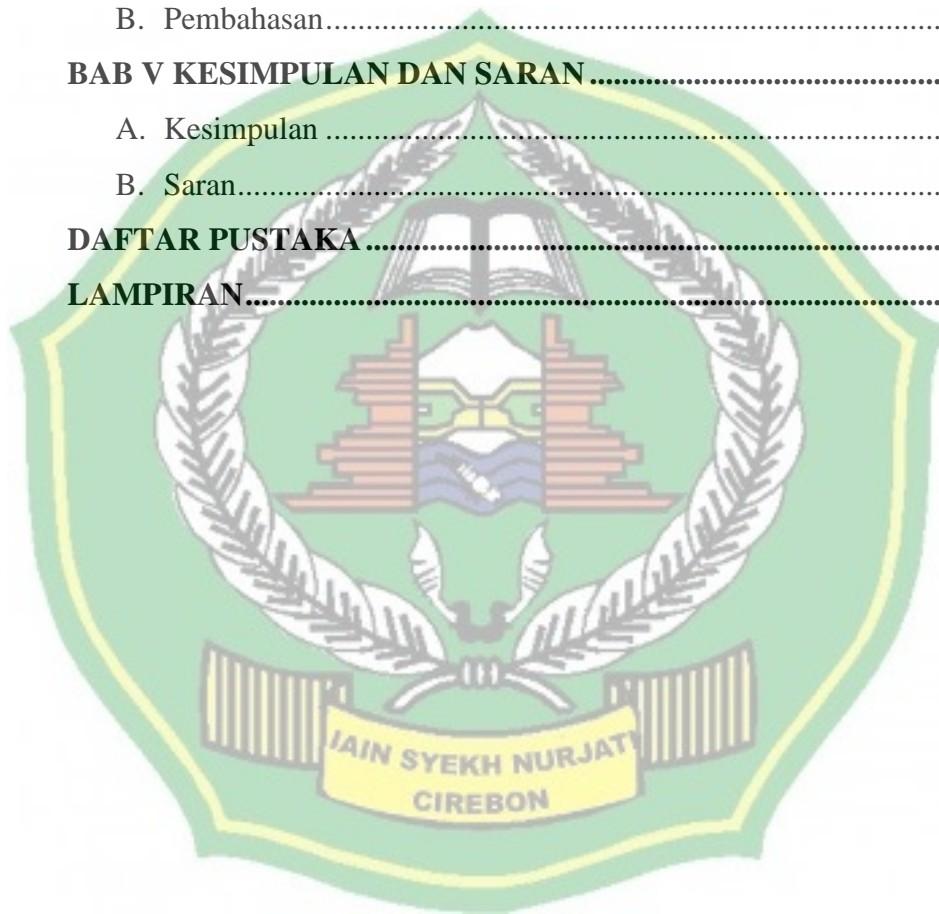 B. Pembahasan........................................................................
BAB V KESIMPULAN DAN SARAN...........................................
A. Kesimpulan ........................................................................
B. Saran...................................................................................
DAFTAR PUSTAKA......................................................................
LAMPIRAN....................................................................................
IAIN SYEKH NURJATI
CIREBON